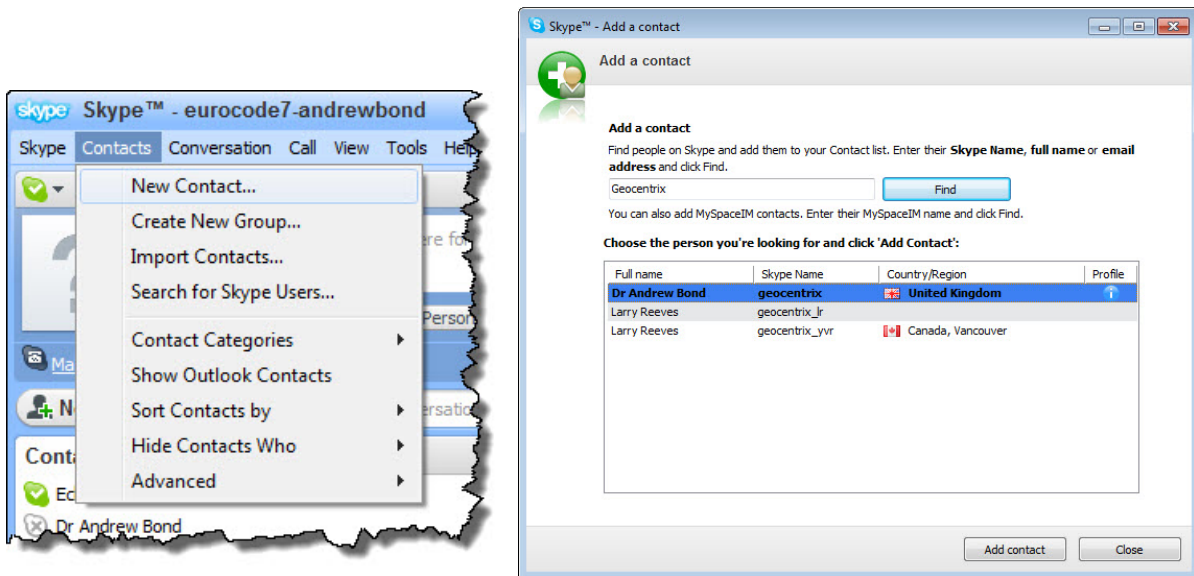 skype Skype™ - eurocode7-andrewbond
Skype Contacts Conversation Call View Tools Help
New Contact...
Create New Group...
Import Contacts...
Search for Skype Users...
Contact Categories
Show Outlook Contacts
Sort Contacts by
Hide Contacts Who
Advanced
Dr Andrew Bond
Skype™ - Add a contact
Add a contact
Add a contact
Find people on Skype and add them to your Contact list. Enter their Skype Name, full name or email
address and click Find.
Geocentrix Find
You can also add MySpaceIM contacts. Enter their MySpaceIM name and click Find.
Choose the person you're looking for and click 'Add Contact':
Full name Skype Name Country/Region Profile
Dr Andrew Bond geocentrix United Kingdom
Larry Reeves geocentrix_lr
Larry Reeves geocentrix_yvr Canada, Vancouver
Add contact Close